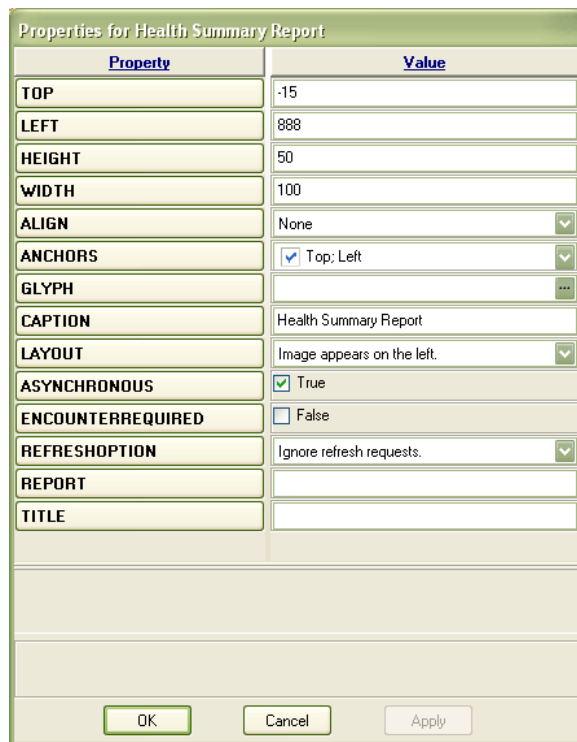 Properties for Health Summary Report
Property Value
TOP -15
LEFT 888
HEIGHT 50
WIDTH 100
ALIGN None
ANCHORS Top; Left
GLYPH ...
CAPTION Health Summary Report
LAYOUT Image appears on the left.
ASYNCHRONOUS True
ENCOUNTERREQUIRED False
REFRESHOPTION Ignore refresh requests.
REPORT
TITLE
OK Cancel Apply